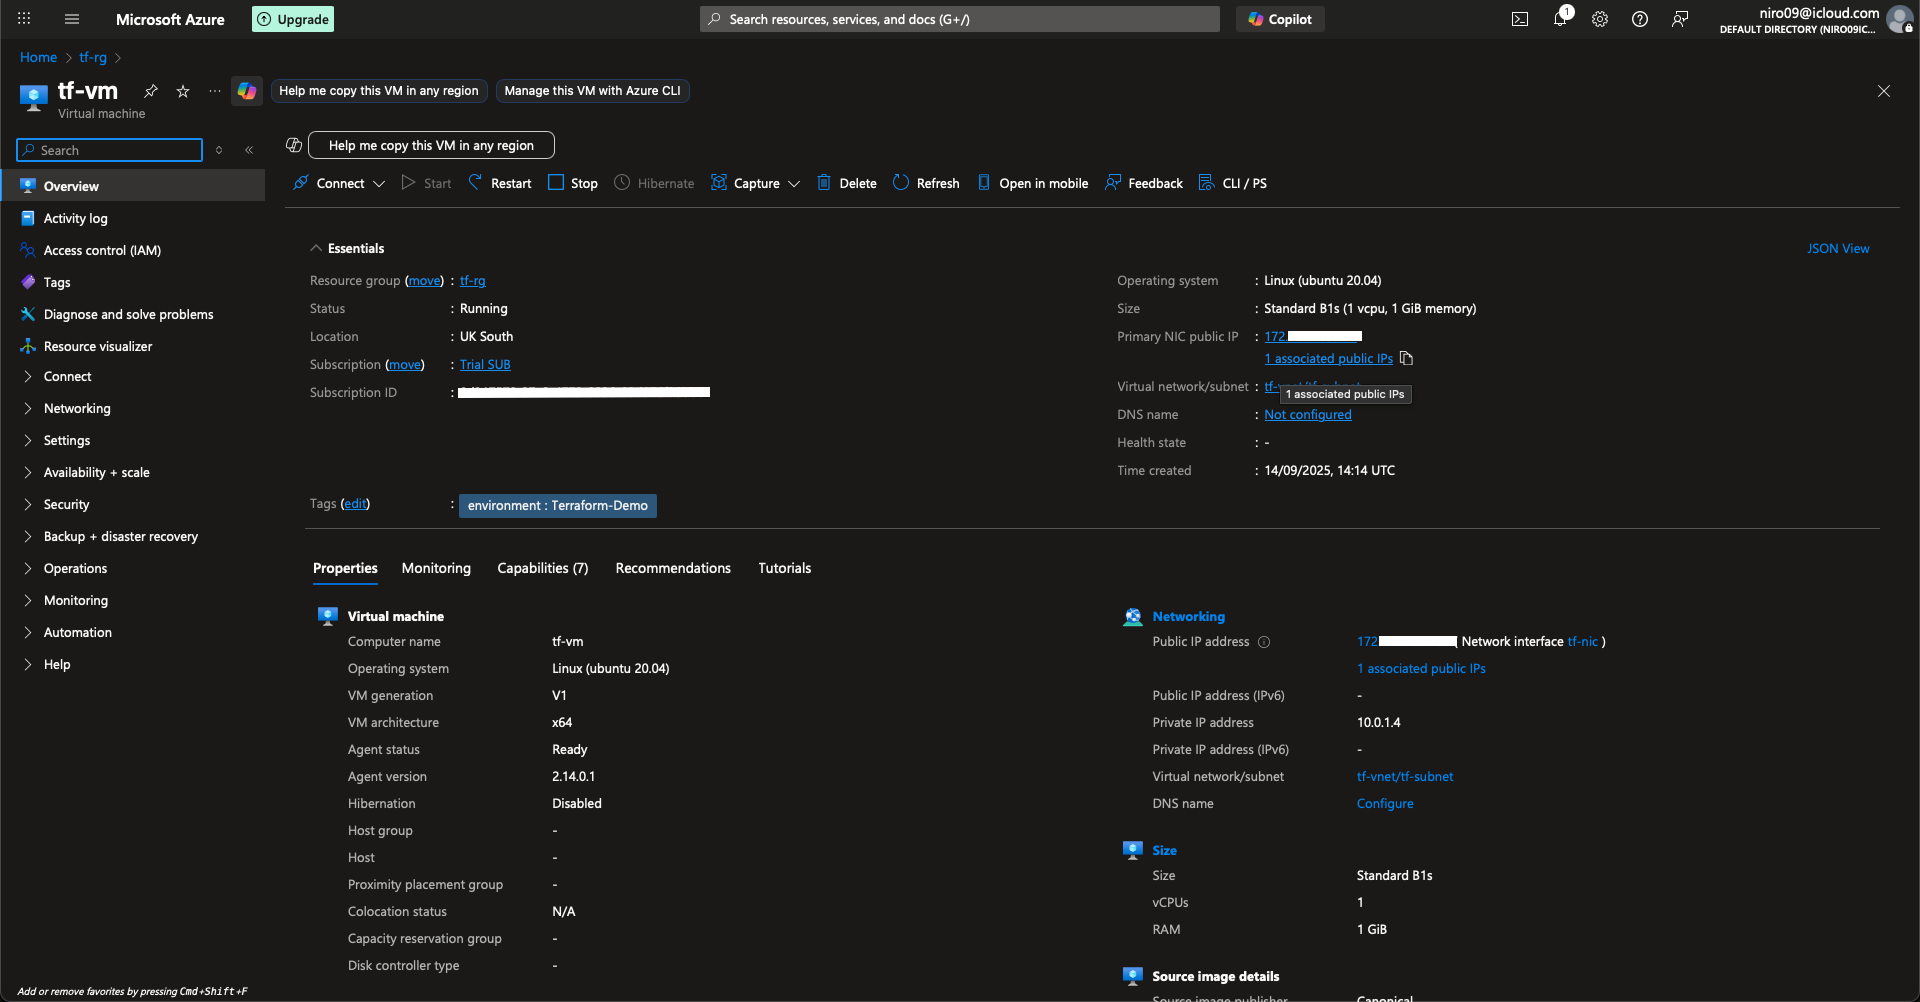 Microsoft Azure
Upgrade
Search resources, services, and docs (G+/)
Copilot
1
niro09@icloud.com
DEFAULT DIRECTORY (NIRO09IC...
Home > tf-rg >
tf-vm
Virtual machine
Help me copy this VM in any region
Manage this VM with Azure CLI
Search
Help me copy this VM in any region
Connect
Start
Restart
Stop
Hibernate
Capture
Delete
Refresh
Open in mobile
Feedback
CLI / PS
Overview
Activity log
Access control (IAM)
Tags
Diagnose and solve problems
Resource visualizer
Connect
Networking
Settings
Availability + scale
Security
Backup + disaster recovery
Operations
Monitoring
Automation
Help
Add or remove favorites by pressing Cmd+Shift+F
Essentials
JSON View
Resource group (move) : tf-rg
Status : Running
Location : UK South
Subscription (move) : Trial SUB
Subscription ID :
Operating system : Linux (ubuntu 20.04)
Size : Standard B1s (1 vcpu, 1 GiB memory)
Primary NIC public IP : 172.
1 associated public IPs
Virtual network/subnet :
1 associated public IPs
DNS name : Not configured
Health state : -
Time created : 14/09/2025, 14:14 UTC
Tags (edit) : environment : Terraform-Demo
Properties
Monitoring
Capabilities (7)
Recommendations
Tutorials
Virtual machine
Computer name tf-vm
Operating system Linux (ubuntu 20.04)
VM generation V1
VM architecture x64
Agent status Ready
Agent version 2.14.0.1
Hibernation Disabled
Host group -
Host -
Proximity placement group -
Colocation status N/A
Capacity reservation group -
Disk controller type -
Networking
Public IP address 172 ( Network interface tf-nic )
1 associated public IPs
Public IP address (IPv6) -
Private IP address 10.0.1.4
Private IP address (IPv6) -
Virtual network/subnet tf-vnet/tf-subnet
DNS name Configure
Size
Size Standard B1s
vCPUs 1
RAM 1 GiB
Source image details
Source image publisher Canonical